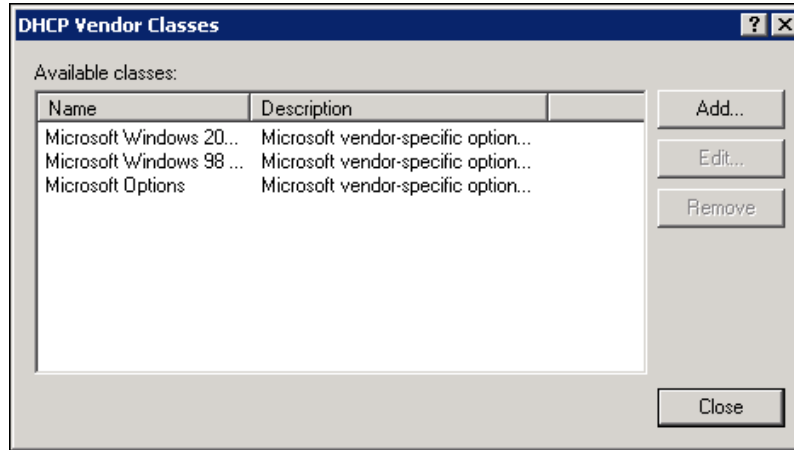 DHCP Vendor Classes
Available classes:
Name Description
Microsoft Windows 20... Microsoft vendor-specific option...
Microsoft Windows 98 ... Microsoft vendor-specific option...
Microsoft Options Microsoft vendor-specific option...
Add...
Edit...
Remove
Close